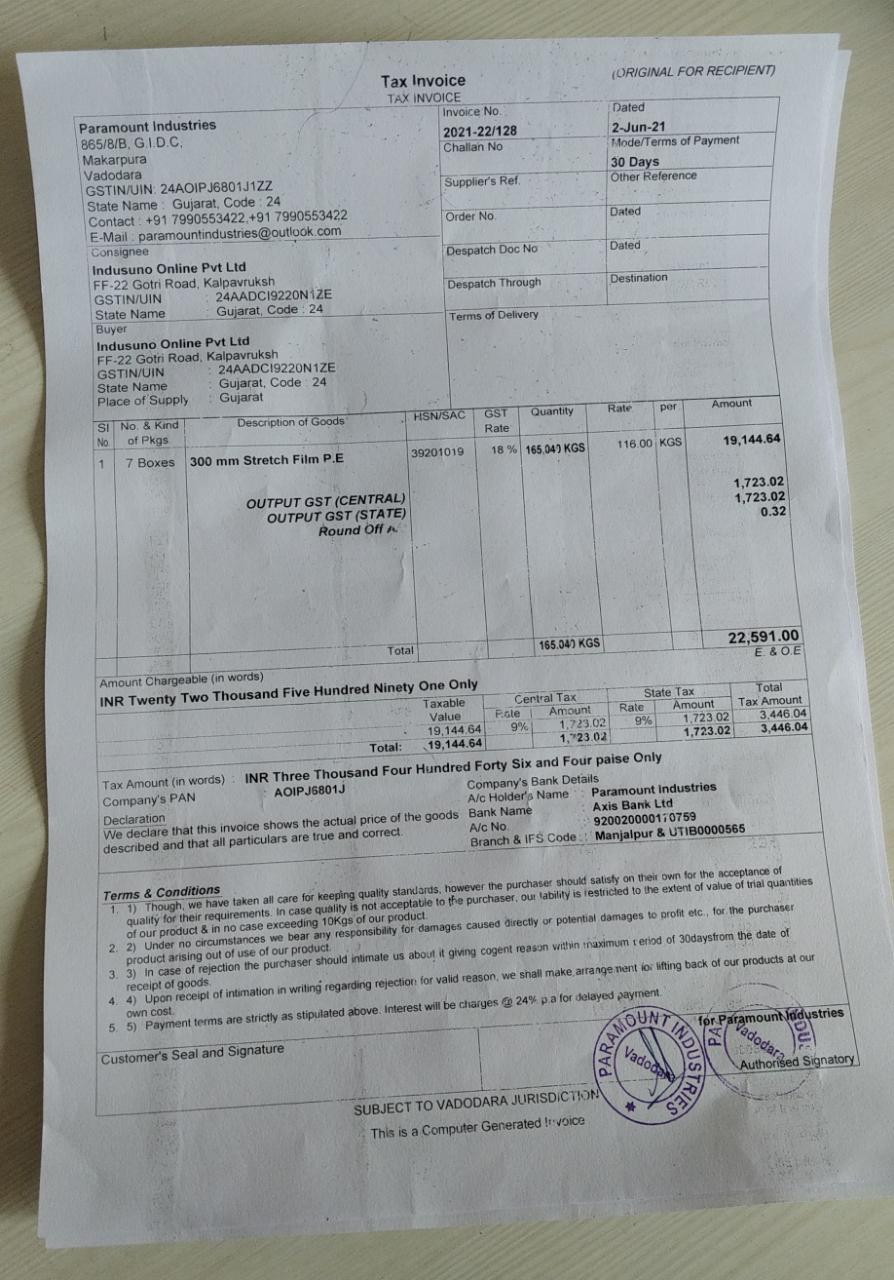 Tax Invoice
(ORIGINAL FOR RECIPIENT)
TAX INVOICE
Paramount Industries
865/8/B, G.I.D.C,
Makarpura
Vadodara
GSTIN/UIN: 24AOIPJ6801J1ZZ
State Name : Gujarat, Code : 24
Contact : +91 7990553422,+91 7990553422
E-Mail : paramountindustries@outlook.com
Invoice No.
2021-22/128
Dated
2-Jun-21
Challan No
Mode/Terms of Payment
30 Days
Supplier's Ref.
Other Reference
Order No.
Dated
Despatch Doc No
Dated
Despatch Through
Destination
Terms of Delivery
Consignee
Indusuno Online Pvt Ltd
FF-22 Gotri Road, Kalpavruksh
GSTIN/UIN : 24AADCI9220N1ZE
State Name : Gujarat, Code : 24
Buyer
Indusuno Online Pvt Ltd
FF-22 Gotri Road, Kalpavruksh
GSTIN/UIN : 24AADCI9220N1ZE
State Name : Gujarat, Code : 24
Place of Supply : Gujarat
Sl No. No. & Kind of Pkgs Description of Goods HSN/SAC GST Rate Quantity Rate per Amount
1 7 Boxes 300 mm Stretch Film P.E 39201019 18 % 165.040 KGS 116.00 KGS 19,144.64
OUTPUT GST (CENTRAL) 1,723.02
OUTPUT GST (STATE) 1,723.02
Round Off 0.32
Total 165.040 KGS 22,591.00
E. & O.E
Amount Chargeable (in words)
INR Twenty Two Thousand Five Hundred Ninety One Only
Taxable Value Central Tax State Tax Total Tax Amount
Rate Amount Rate Amount
19,144.64 9% 1,723.02 9% 1,723.02 3,446.04
Total: 19,144.64 1,723.02 1,723.02 3,446.04
Tax Amount (in words) : INR Three Thousand Four Hundred Forty Six and Four paise Only
Company's PAN : AOIPJ6801J
Declaration
We declare that this invoice shows the actual price of the goods
described and that all particulars are true and correct.
Company's Bank Details
A/c Holder's Name : Paramount Industries
Bank Name : Axis Bank Ltd
A/c No. : 920020000170759
Branch & IFS Code : Manjalpur & UTIB0000565
Terms & Conditions
1. 1) Though, we have taken all care for keeping quality standards, however the purchaser should satisfy on their own for the acceptance of
quality for their requirements. In case quality is not acceptable to the purchaser, our lability is restricted to the extent of value of trial quantities
of our product & in no case exceeding 10Kgs of our product.
2. 2) Under no circumstances we bear any responsibility for damages caused directly or potential damages to profit etc., for the purchaser
product arising out of use of our product.
3. 3) In case of rejection the purchaser should intimate us about it giving cogent reason within maximum period of 30daysfrom the date of
receipt of goods.
4. 4) Upon receipt of intimation in writing regarding rejection for valid reason, we shall make arrangement for lifting back of our products at our
own cost.
5. 5) Payment terms are strictly as stipulated above. Interest will be charges @ 24% p.a for delayed payment.
Customer's Seal and Signature
for Paramount Industries
PARAMOUNT INDUSTRIES
Vadodara
Vadodara
Authorised Signatory
SUBJECT TO VADODARA JURISDICTION
This is a Computer Generated Invoice